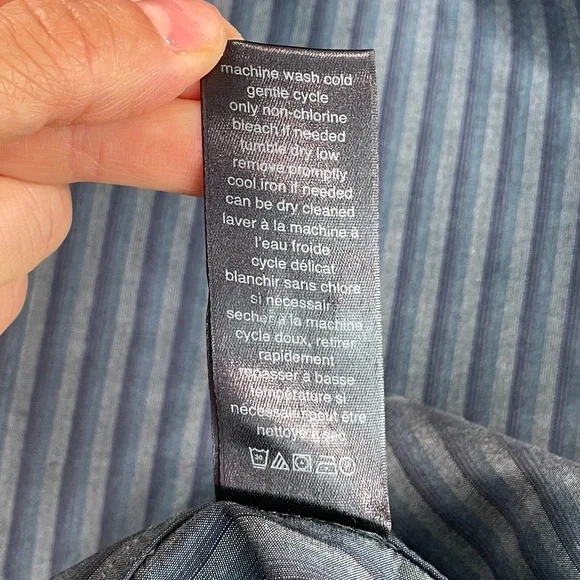 machine wash cold
gentle cycle
only non-chlorine
bleach if needed
tumble dry low
remove promptly
cool iron if needed
can be dry cleaned
laver à la machine à
l'eau froide
cycle délicat
blanchir sans chlore
si nécessair
secher a la machine
cycle doux, retirer
rapidement
repasser à basse
température si
nécessaire peut être
30